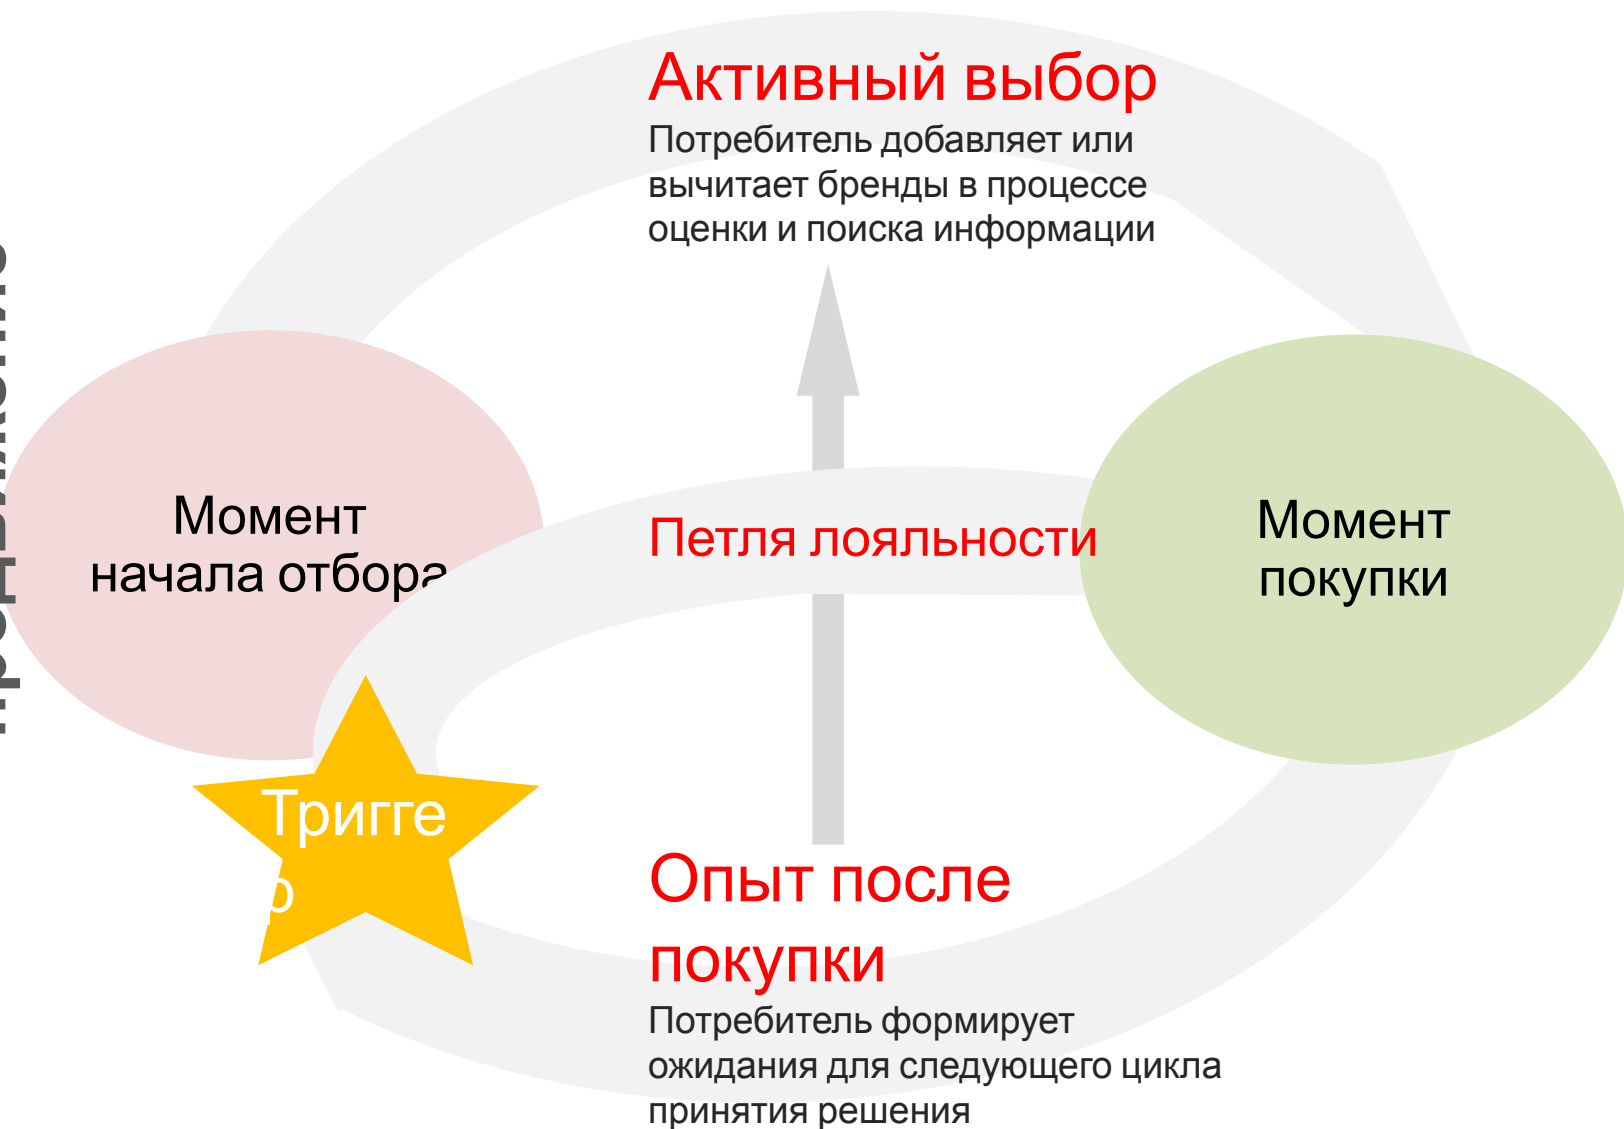 Активный выбор
Потребитель добавляет или
вычитает бренды в процессе
оценки и поиска информации
Момент
начала отбора
Петля лояльности
Момент
покупки
Тригге
р
Опыт после
покупки
Потребитель формирует
ожидания для следующего цикла
принятия решения